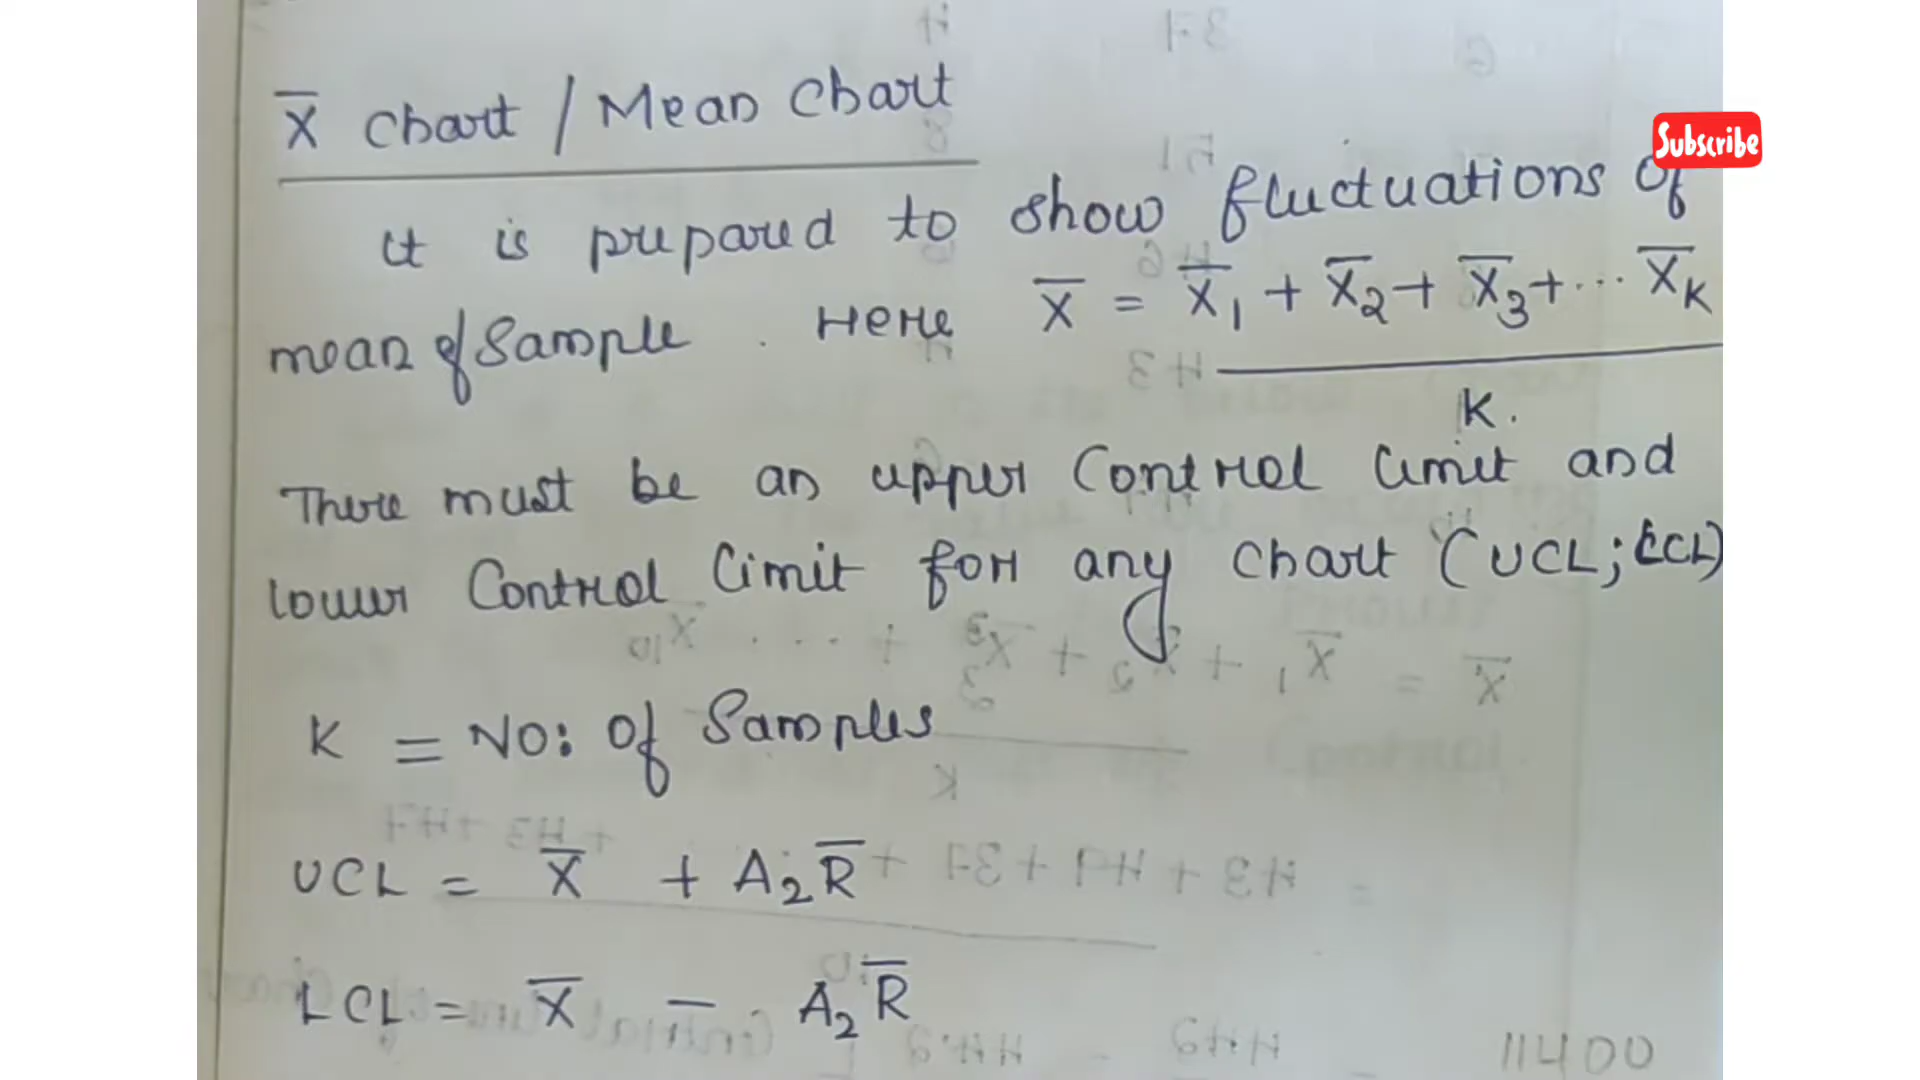 X̄ Chart / Mean Chart
Subscribe
It is prepared to show fluctuations of
mean of Sample. Here X̄ = X̄₁ + X̄₂ + X̄₃ + ... X̄K
K.
There must be an upper Control limit and
lower Control limit for any chart (UCL; LCL)
K = No: of Samples
UCL = X̄ + A₂R̄
LCL = X̄ - A₂R̄
11400